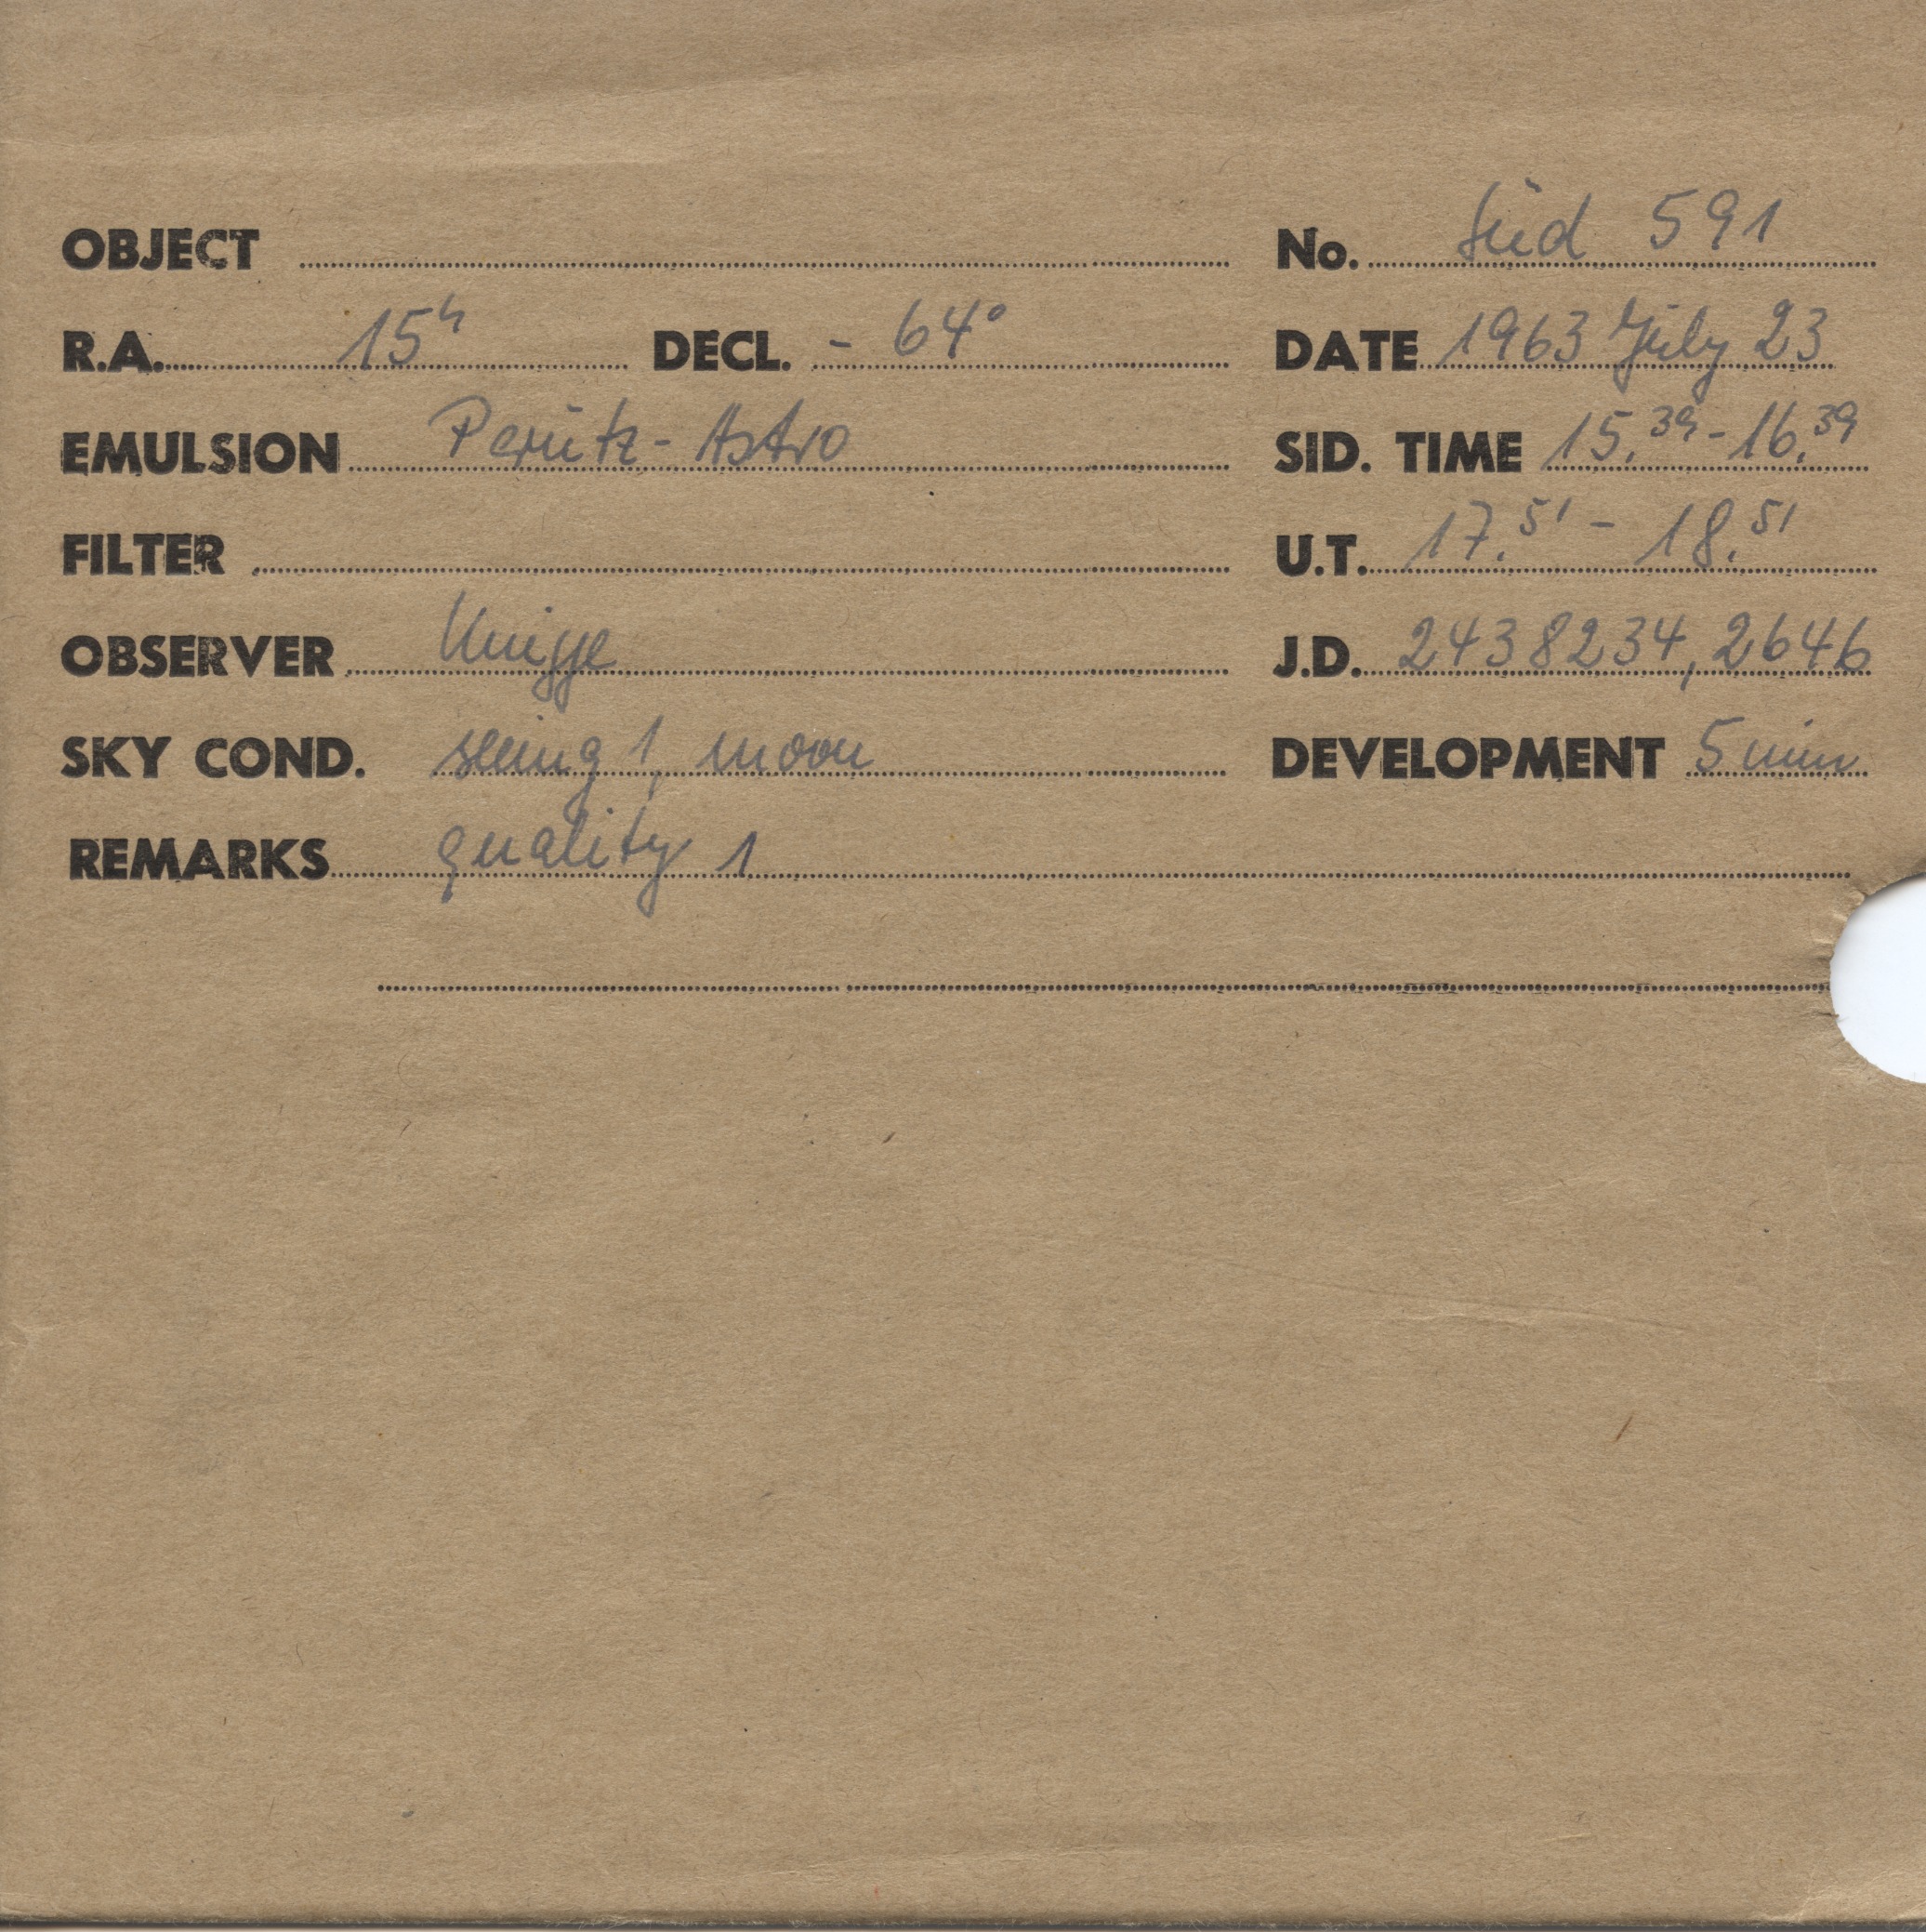 OBJECT No. Süd 591
R.A. 15h DECL. - 64° DATE 1963 July 23
EMULSION Perutz - Astro SID. TIME 15.39 - 16.39
FILTER U.T. 17.51 - 18.51
OBSERVER Knigge J.D. 2438234,2646
SKY COND. seeing 1, moon DEVELOPMENT 5 min
REMARKS quality 1